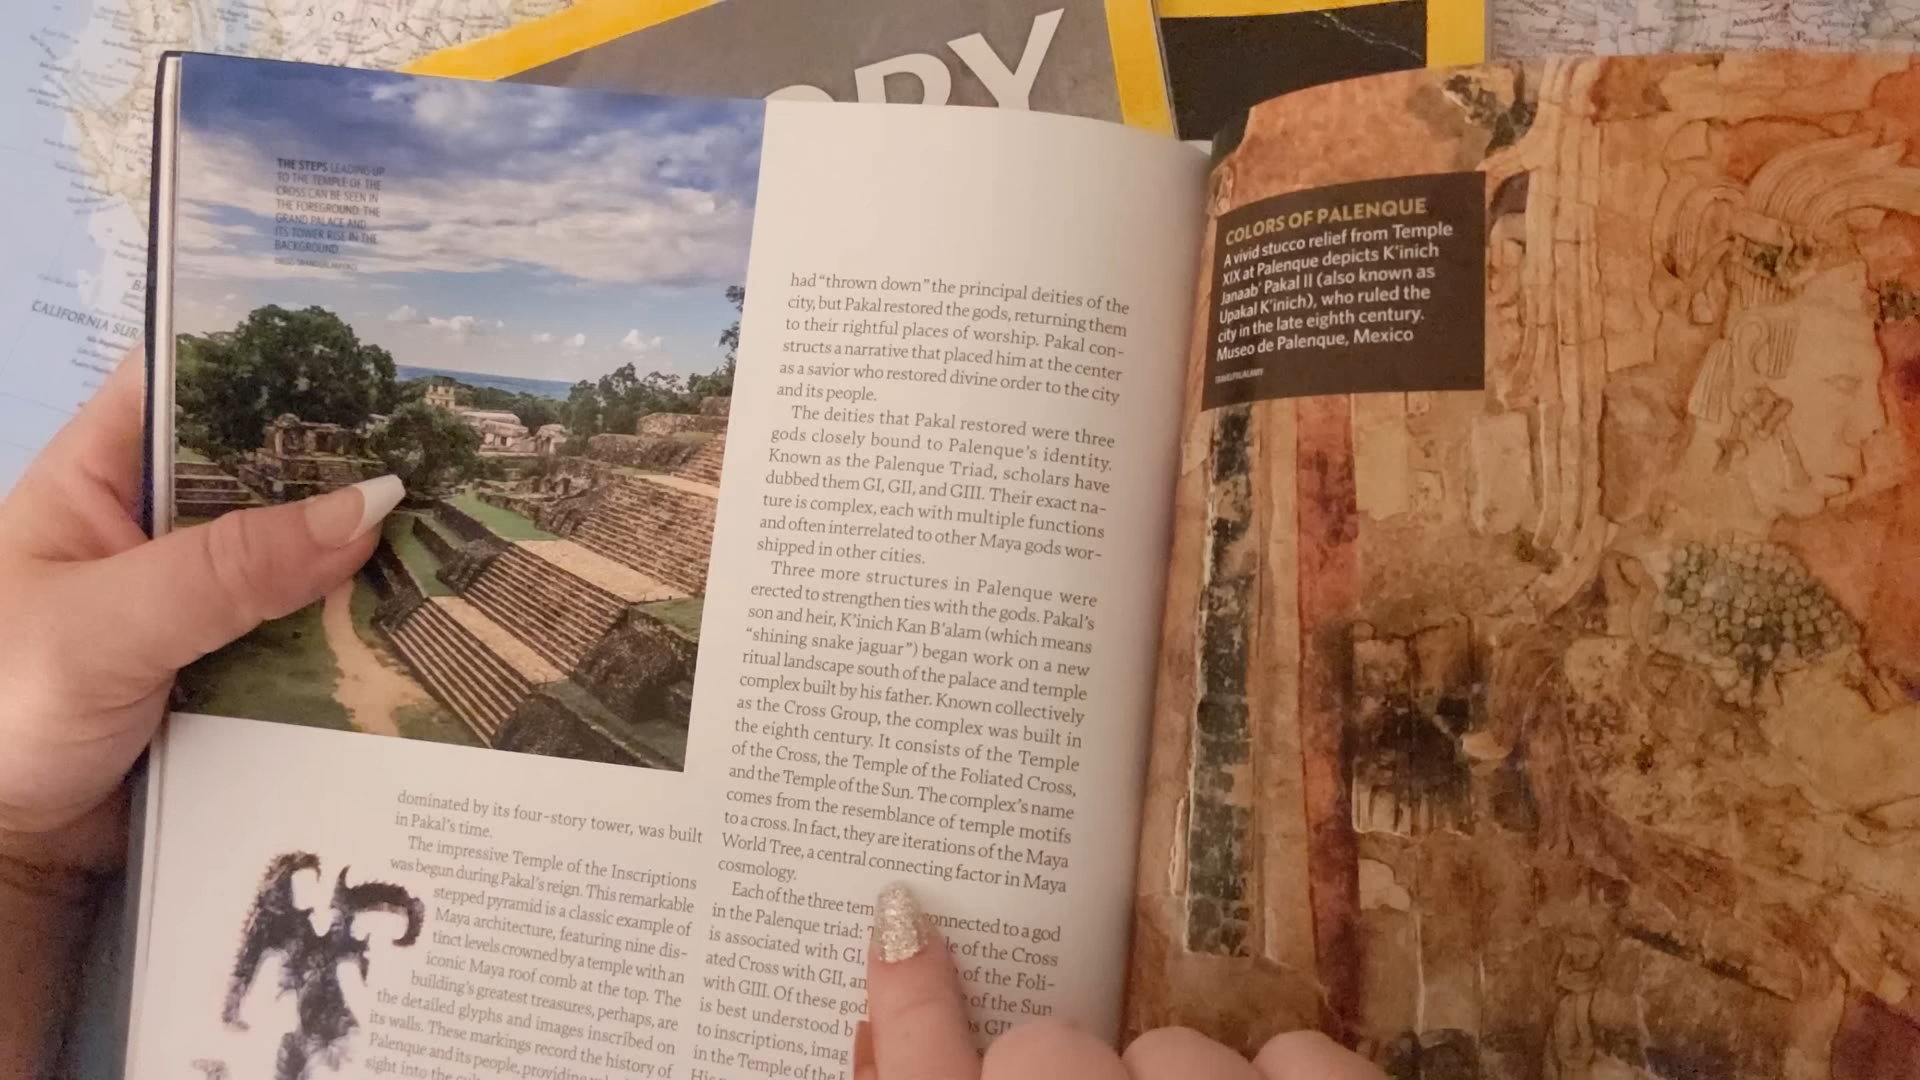 SONORA
ORY
CALIFORNIA SUR
THE STEPS LEADING UP
TO THE TEMPLE OF THE
CROSS CAN BE SEEN IN
THE FOREGROUND. THE
GRAND PALACE AND
ITS TOWER RISE IN THE
BACKGROUND.
dominated by its four-story tower, was built
in Pakal's time.
The impressive Temple of the Inscriptions
was begun during Pakal's reign. This remarkable
stepped pyramid is a classic example of
Maya architecture, featuring nine dis-
tinct levels crowned by a temple with an
iconic Maya roof comb at the top. The
building's greatest treasures, perhaps, are
the detailed glyphs and images inscribed on
its walls. These markings record the history of
Palenque and its people, providing
sight into the
had "thrown down" the principal deities of the
city, but Pakal restored the gods, returning them
to their rightful places of worship. Pakal con-
structs a narrative that placed him at the center
as a savior who restored divine order to the city
and its people.
The deities that Pakal restored were three
gods closely bound to Palenque's identity.
Known as the Palenque Triad, scholars have
dubbed them GI, GII, and GIII. Their exact na-
ture is complex, each with multiple functions
and often interrelated to other Maya gods wor-
shipped in other cities.
Three more structures in Palenque were
erected to strengthen ties with the gods. Pakal's
son and heir, K'inich Kan B'alam (which means
"shining snake jaguar") began work on a new
ritual landscape south of the palace and temple
complex built by his father. Known collectively
as the Cross Group, the complex was built in
the eighth century. It consists of the Temple
of the Cross, the Temple of the Foliated Cross,
and the Temple of the Sun. The complex's name
comes from the resemblance of temple motifs
to a cross. In fact, they are iterations of the Maya
World Tree, a central connecting factor in Maya
cosmology.
Each of the three tem onnected to a god
in the Palenque triad: le of the Cross
is associated with GI, of the Foli-
ated Cross with GII, an of the Sun
with GIII. Of these god
is best understood b
to inscriptions, imag
in the Temple of the
COLORS OF PALENQUE
A vivid stucco relief from Temple
XIX at Palenque depicts K'inich
Janaab' Pakal II (also known as
Upakal K'inich), who ruled the
city in the late eighth century.
Museo de Palenque, Mexico